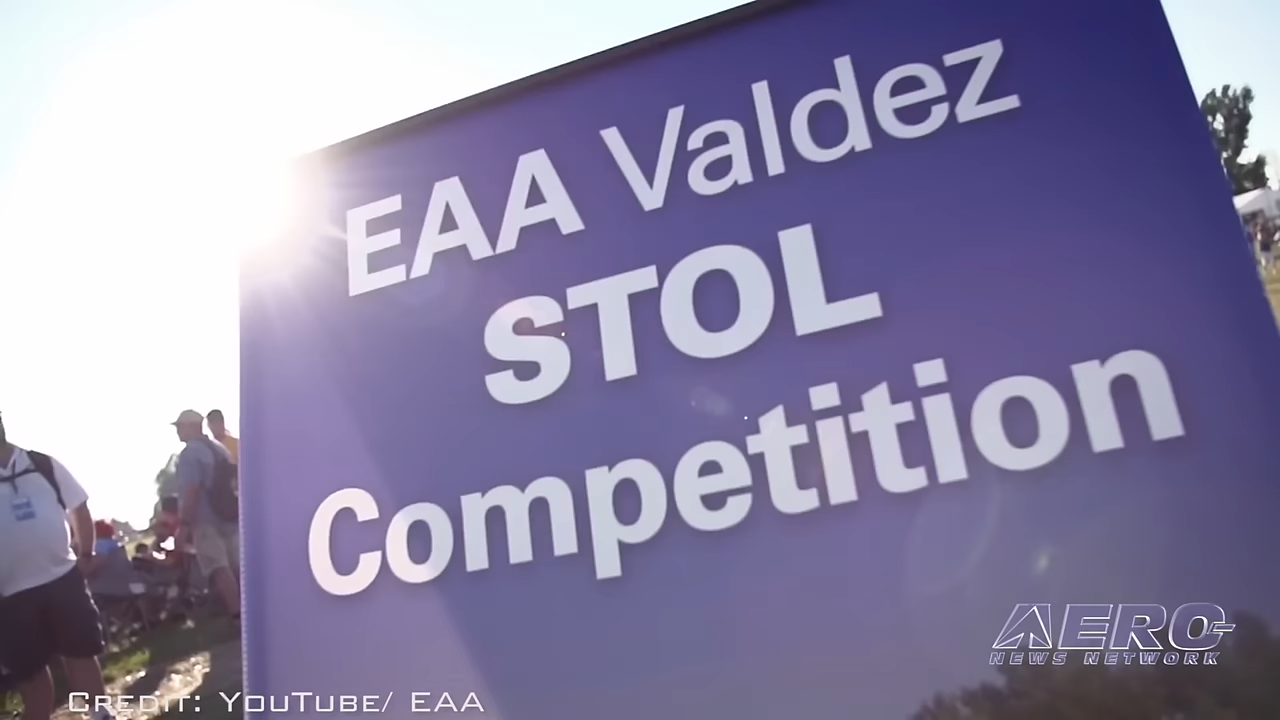 EAA Valdez
STOL
Competition
AERO
NEWS NETWORK
CREDIT: YOUTUBE/ EAA